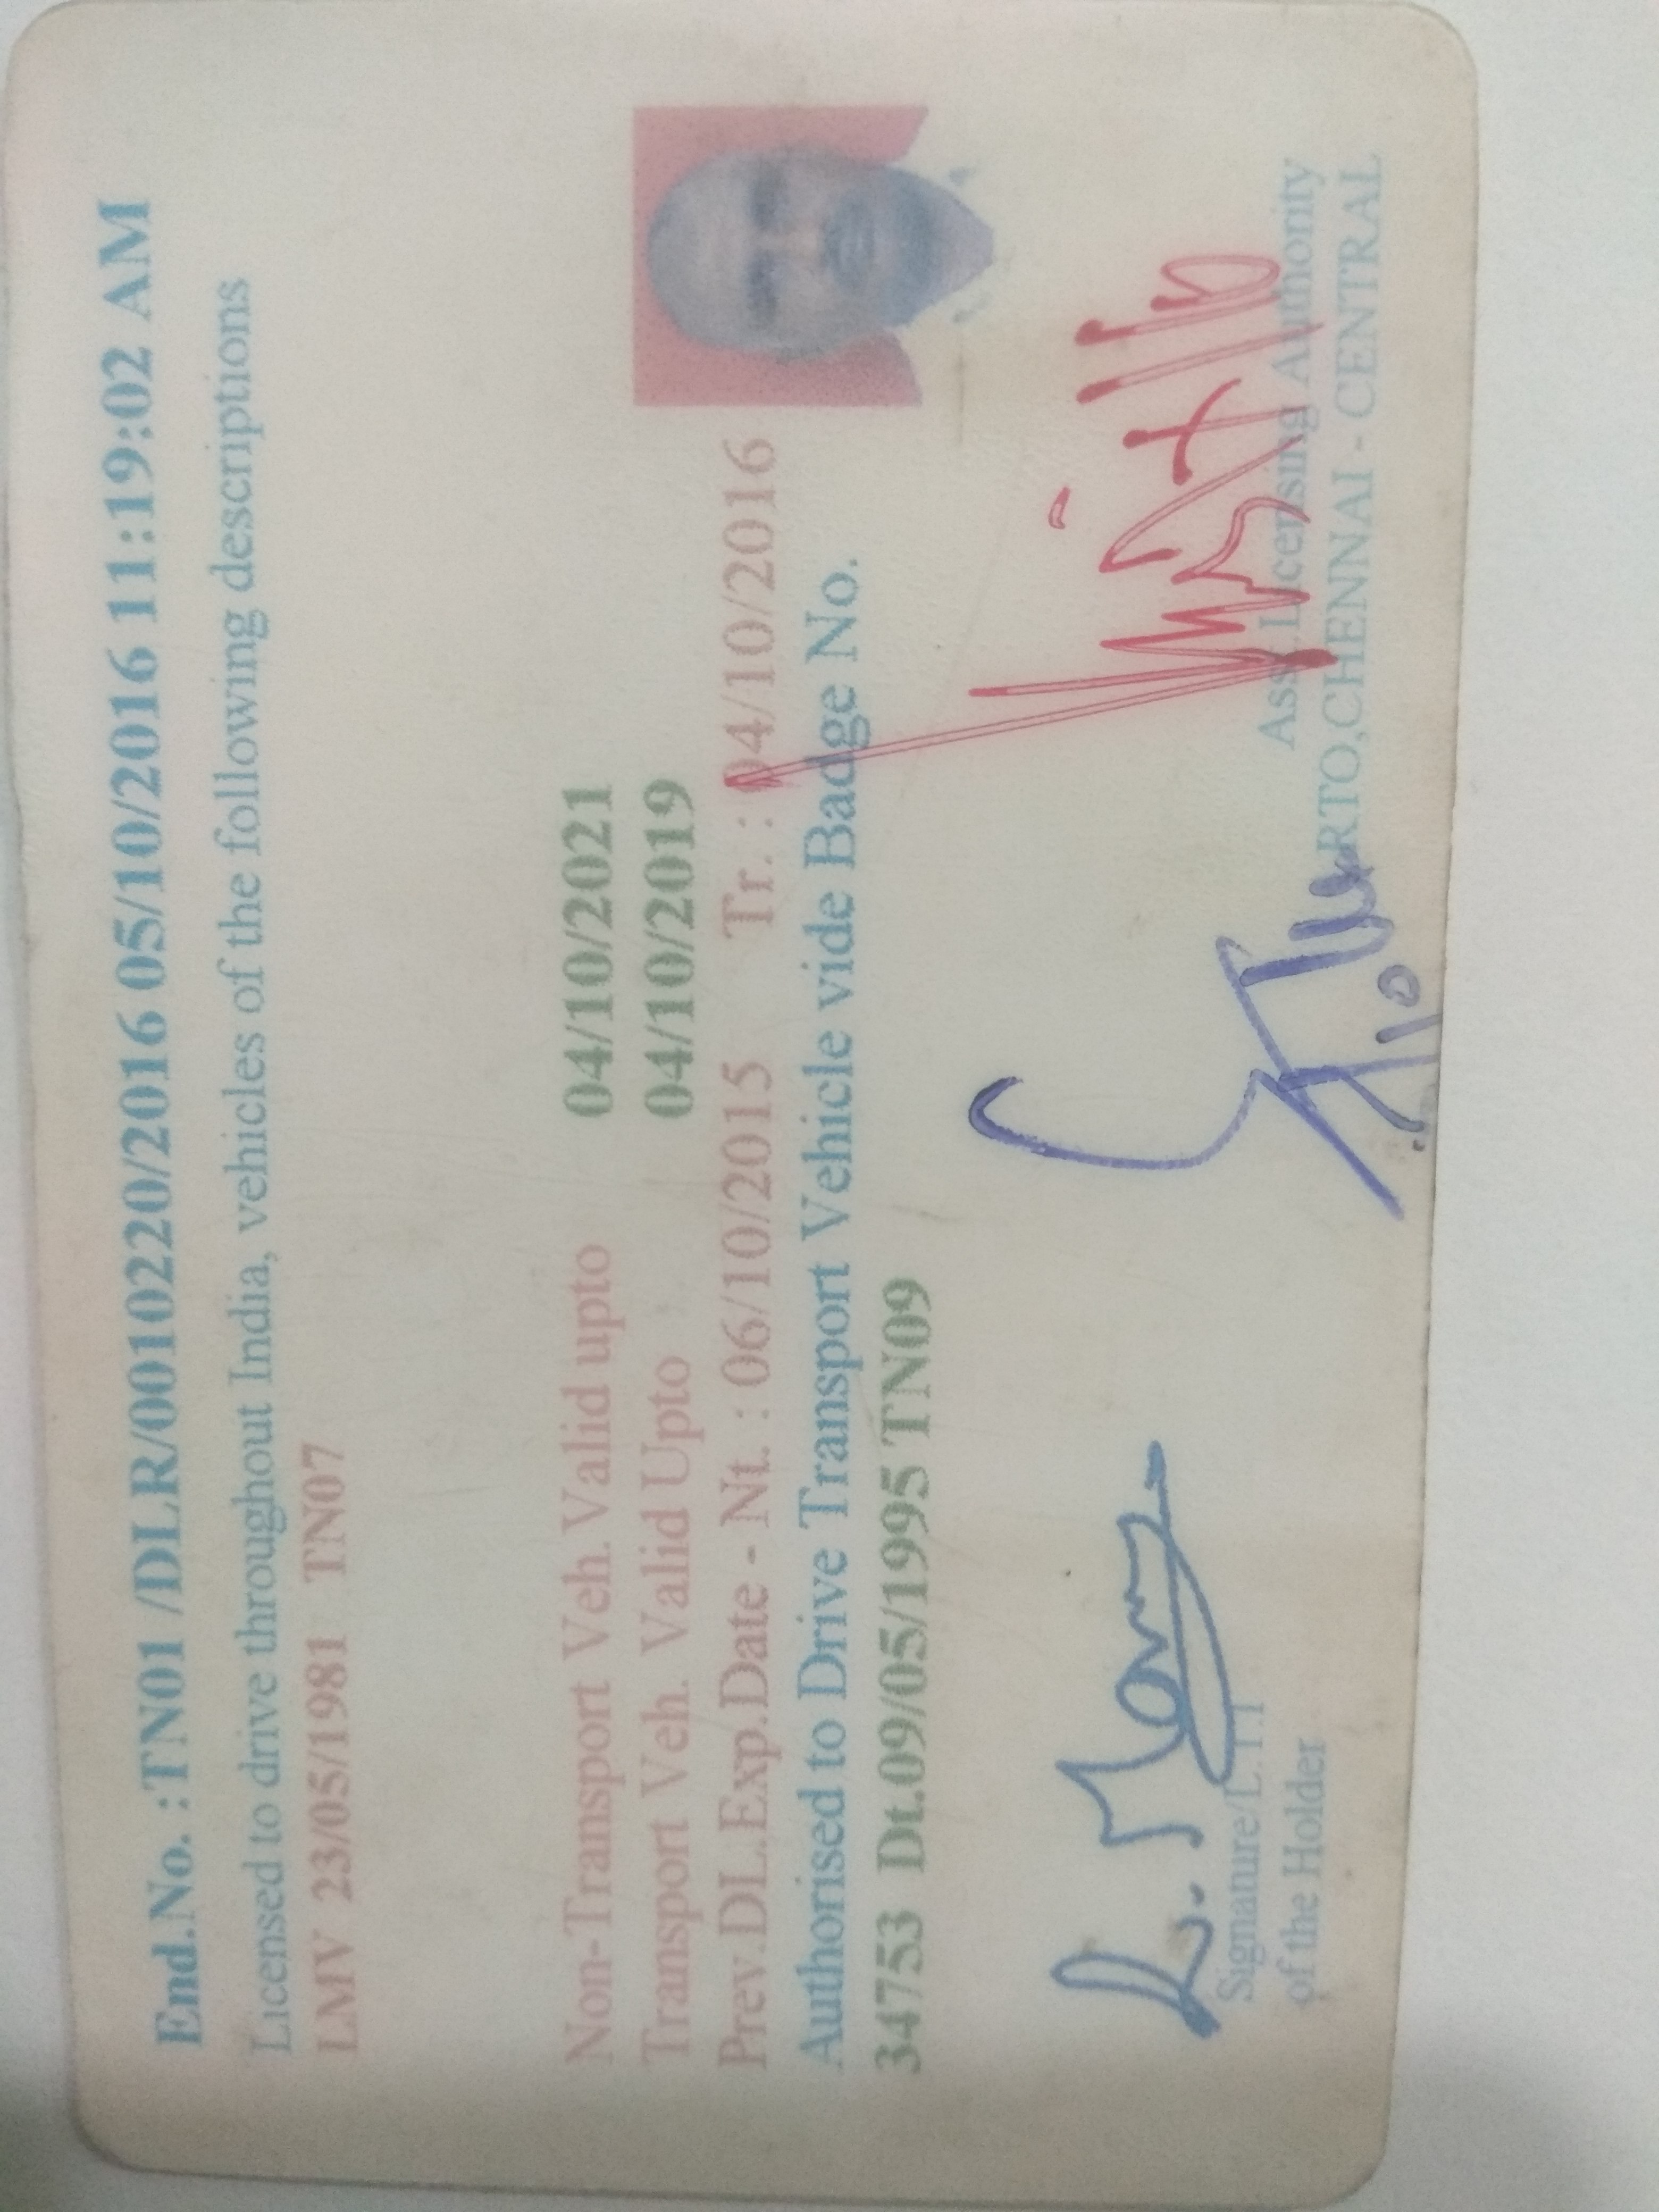 End.No. :TN01 /DLR/0010220/2016 05/10/2016 11:19:02 AM
Licensed to drive throughout India, vehicles of the following descriptions
LMV 23/05/1981 TN07
Non-Transport Veh. Valid upto 04/10/2021
Transport Veh. Valid Upto 04/10/2019
Prev.DL.Exp.Date - Nt. : 06/10/2015 Tr. : 04/10/2016
Authorised to Drive Transport Vehicle vide Badge No.
34753 Dt.09/05/1995 TN09
Signature/L.T.I
of the Holder
Asst. Licensing Authority
RTO,CHENNAI - CENTRAL